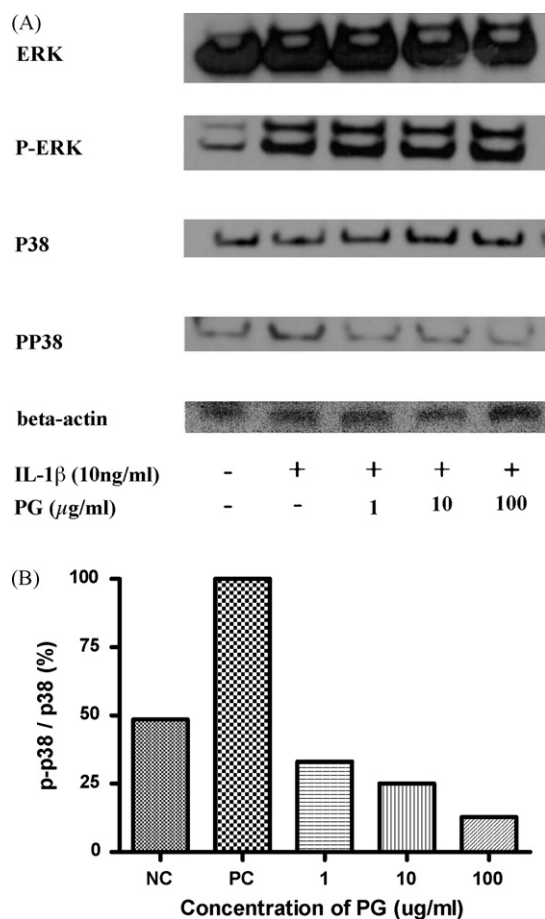 (A)
ERK
P-ERK
P38
PP38
beta-actin
IL-1β (10ng/ml) - + + + +
PG (µg/ml) - - 1 10 100
(B)
100
75
50
25
0
p-p38 / p38 (%)
NC PC 1 10 100
Concentration of PG (ug/ml)